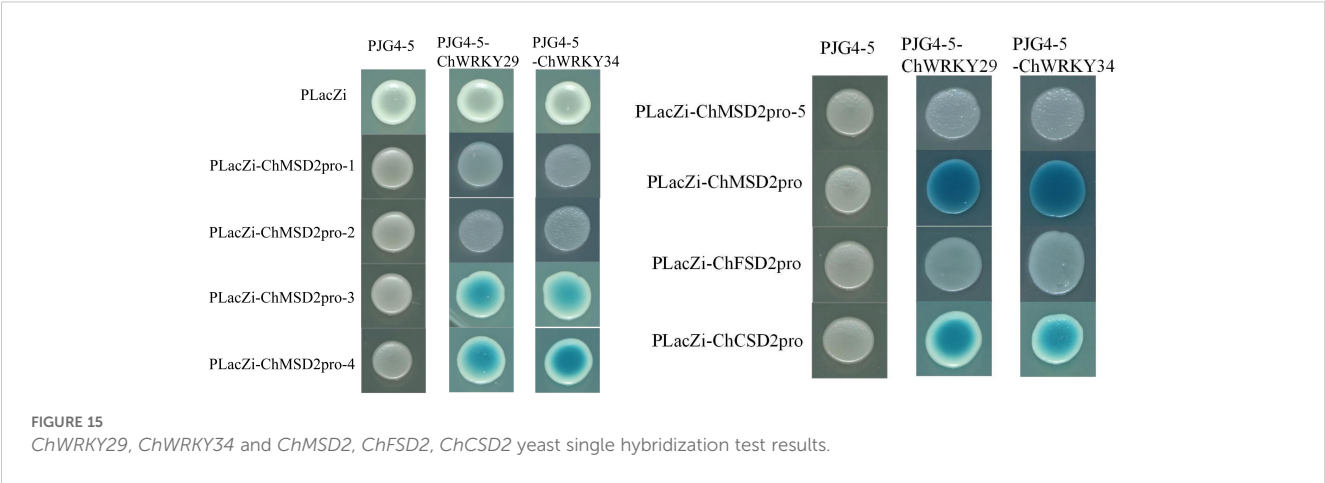 PJG4-5
PJG4-5-
ChWRKY29
PJG4-5
-ChWRKY34
PLacZi
PLacZi-ChMSD2pro-1
PLacZi-ChMSD2pro-2
PLacZi-ChMSD2pro-3
PLacZi-ChMSD2pro-4
PJG4-5
PJG4-5-
ChWRKY29
PJG4-5
-ChWRKY34
PLacZi-ChMSD2pro-5
PLacZi-ChMSD2pro
PLacZi-ChFSD2pro
PLacZi-ChCSD2pro
FIGURE 15
ChWRKY29, ChWRKY34 and ChMSD2, ChFSD2, ChCSD2 yeast single hybridization test results.